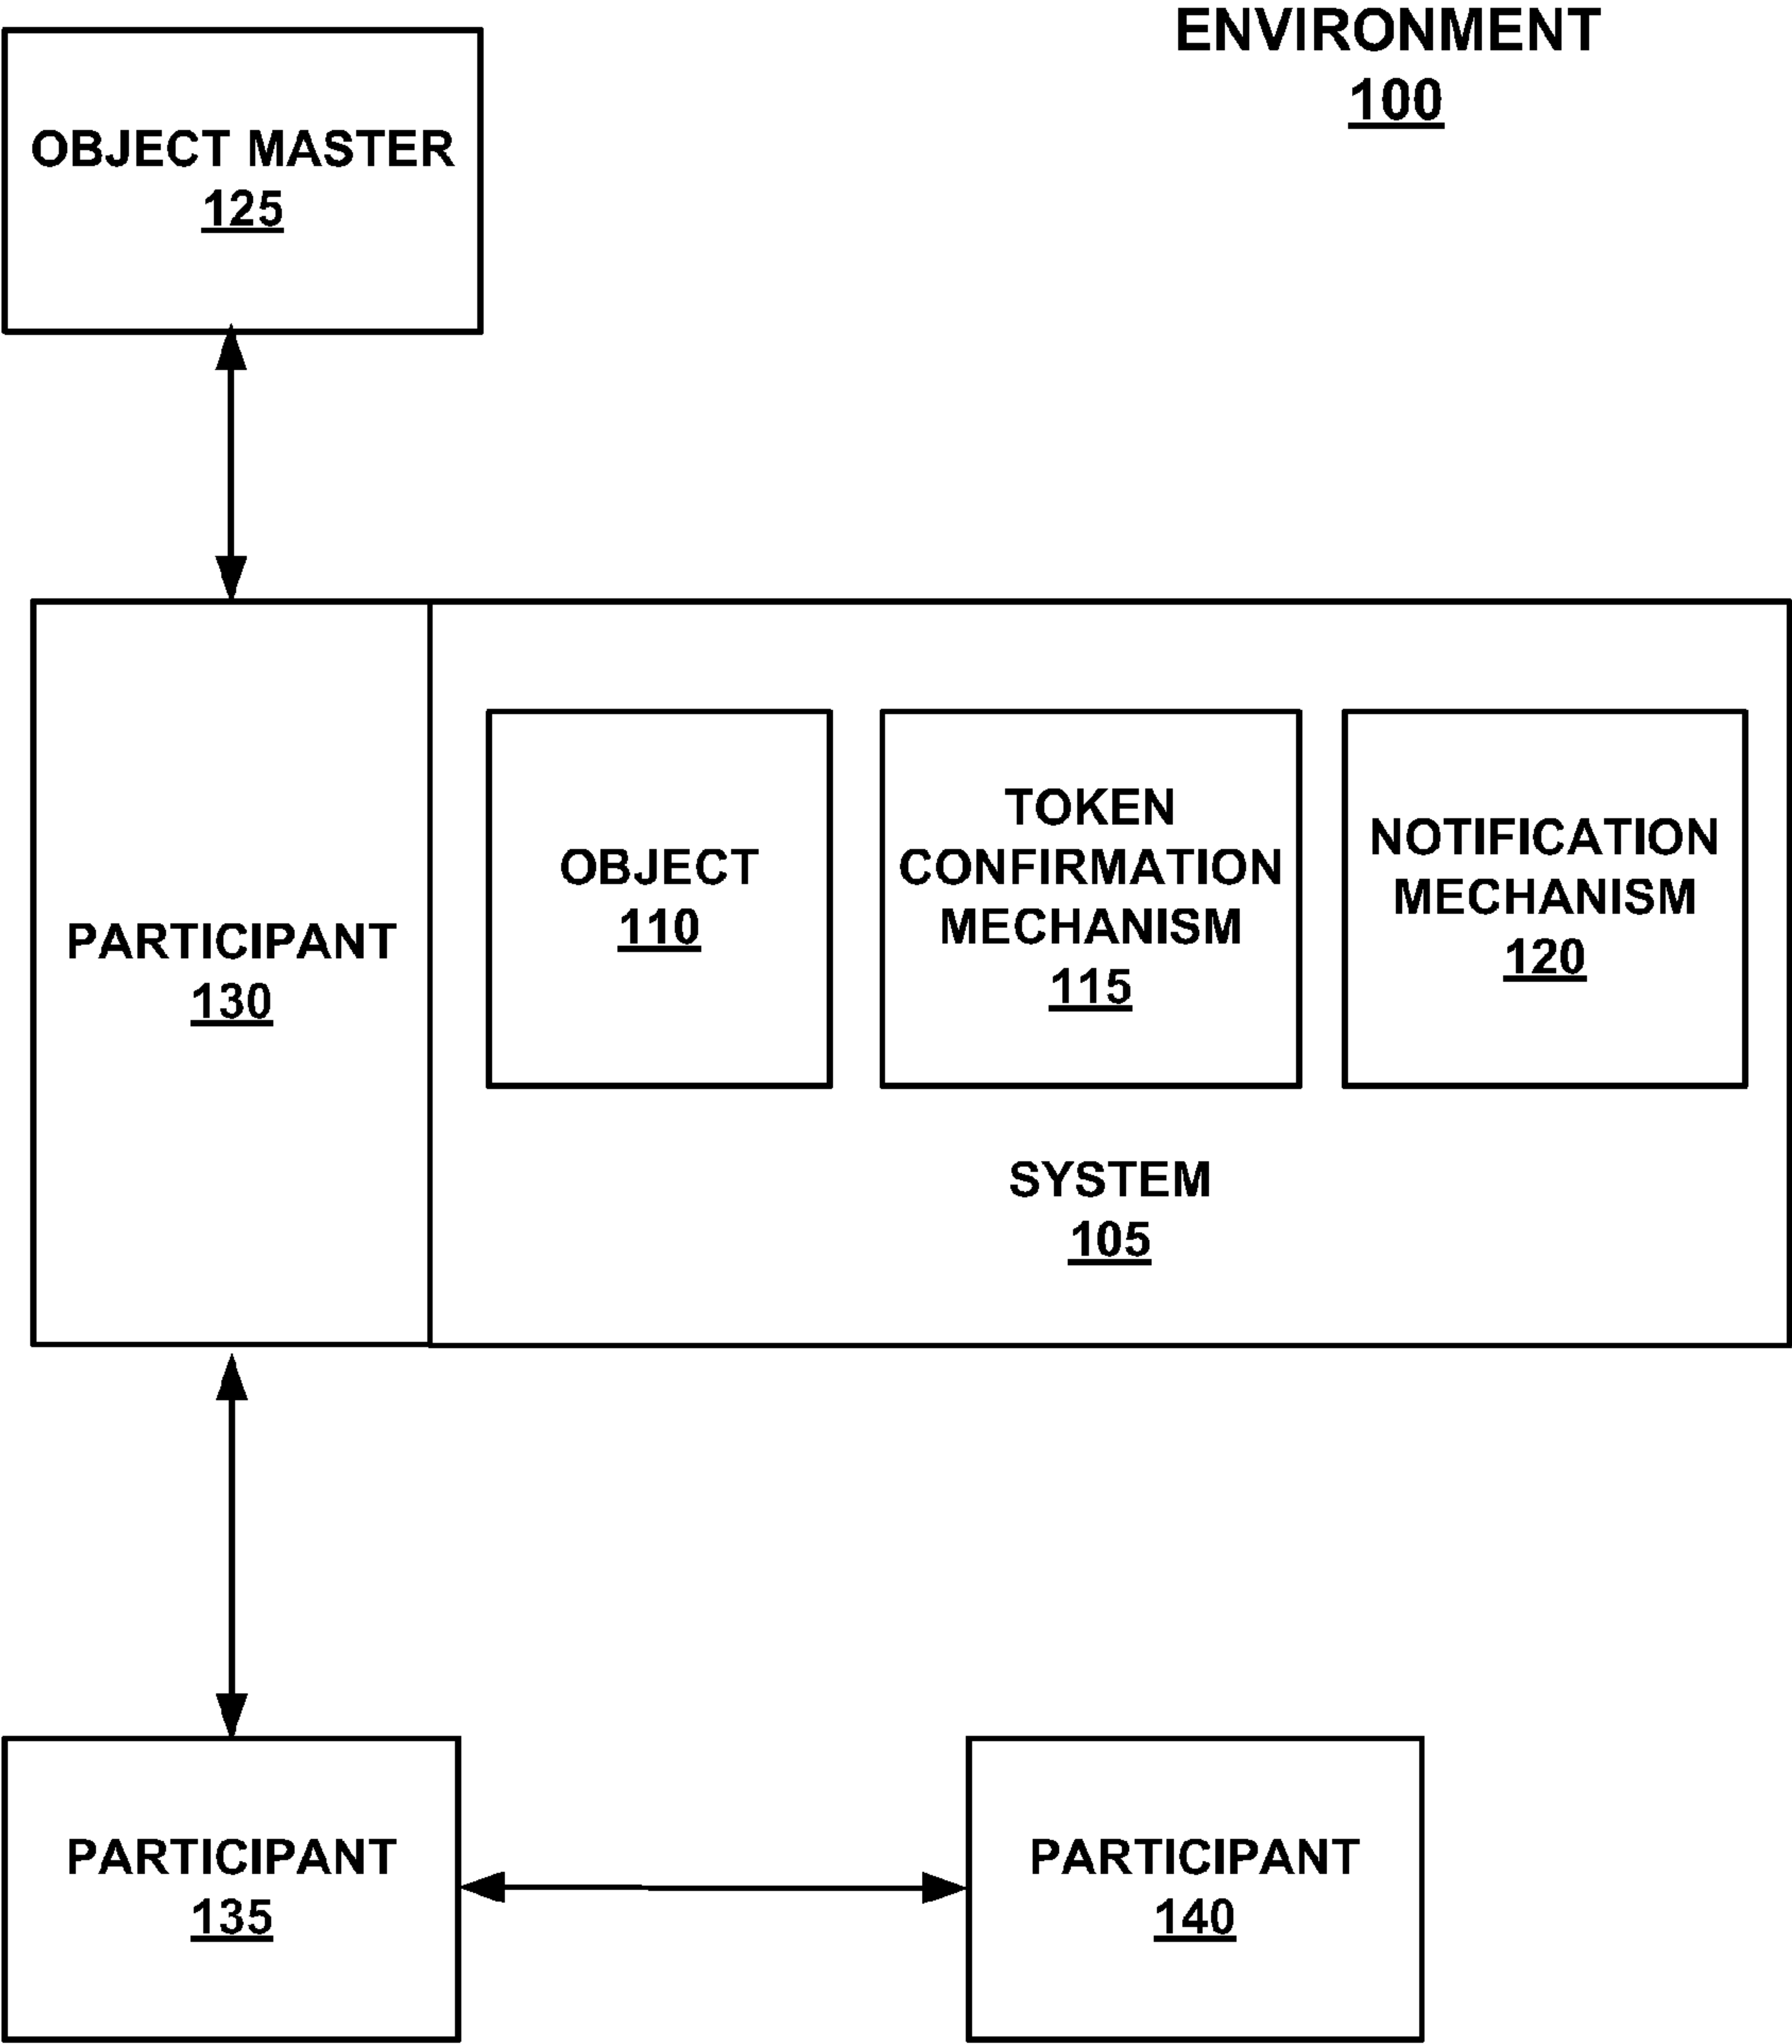 ENVIRONMENT
100
OBJECT MASTER
125
PARTICIPANT
130
OBJECT
110
TOKEN
CONFIRMATION
MECHANISM
115
NOTIFICATION
MECHANISM
120
SYSTEM
105
PARTICIPANT
135
PARTICIPANT
140